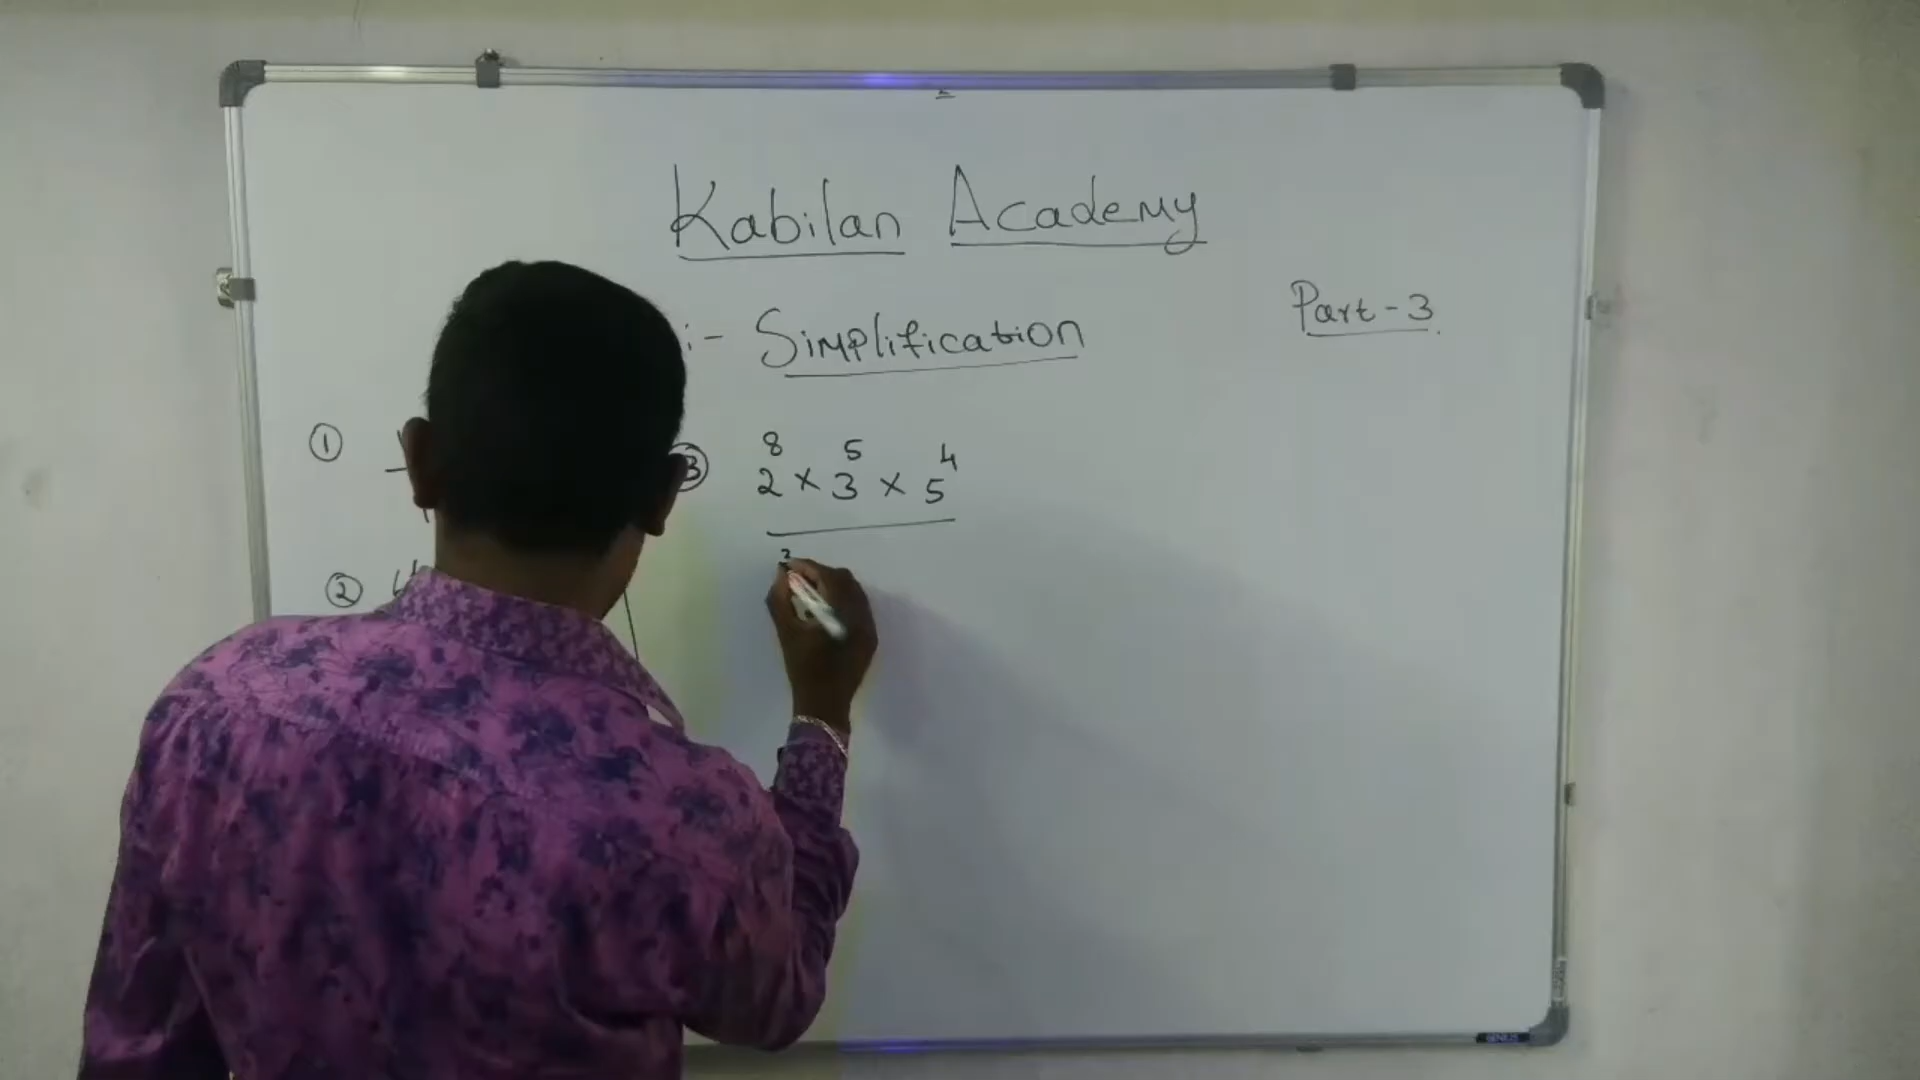 Kabilan Academy
:- Simplification
Part - 3
①
③ 2⁸ × 3⁵ × 5⁴
②